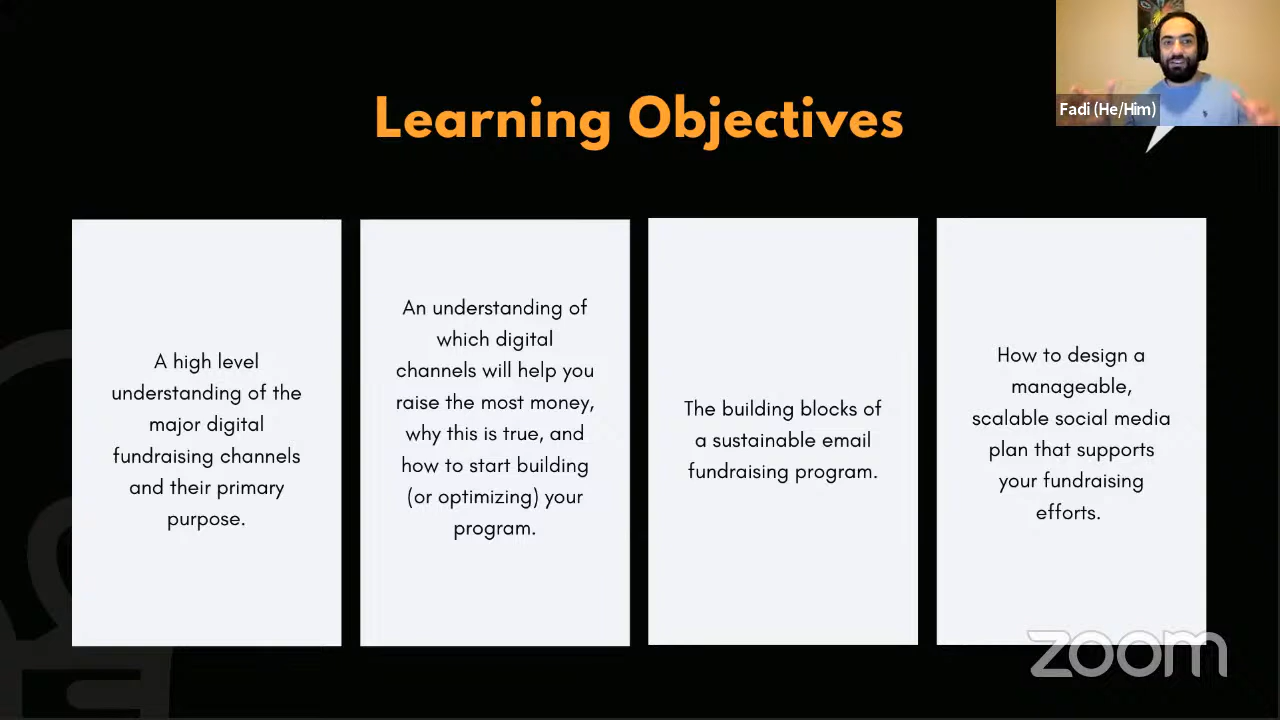 Fadi (He/Him)
Learning Objectives
A high level
understanding of the
major digital
fundraising channels
and their primary
purpose.
An understanding of
which digital
channels will help you
raise the most money,
why this is true, and
how to start building
(or optimizing) your
program.
The building blocks of
a sustainable email
fundraising program.
How to design a
manageable,
scalable social media
plan that supports
your fundraising
efforts.
zoom